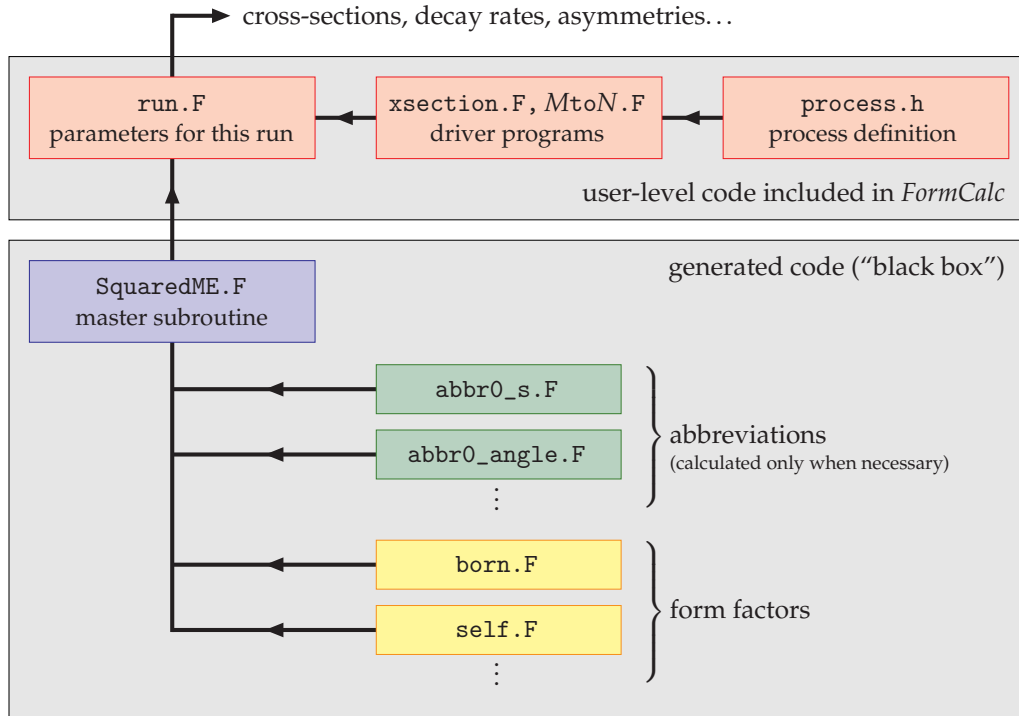 cross-sections, decay rates, asymmetries…
run.F
parameters for this run
xsection.F, MtoN.F
driver programs
process.h
process definition
user-level code included in FormCalc
generated code (“black box”)
SquaredME.F
master subroutine
abbr0_s.F
abbr0_angle.F
⋮
abbreviations
(calculated only when necessary)
born.F
self.F
⋮
form factors